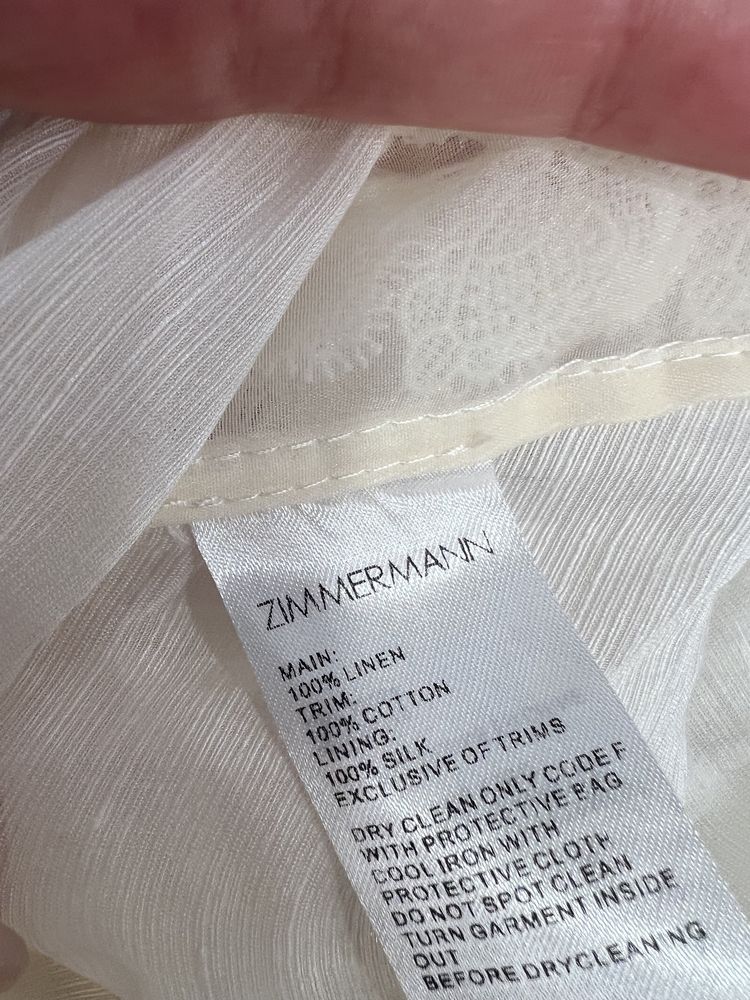 ZIMMERMANN
MAIN:
100% LINEN
TRIM:
100% COTTON
LINING:
100% SILK
EXCLUSIVE OF TRIMS
DRY CLEAN ONLY CODE F
WITH PROTECTIVE BAG
COOL IRON WITH
PROTECTIVE CLOTH
DO NOT SPOT CLEAN
TURN GARMENT INSIDE
OUT
BEFORE DRYCLEANING